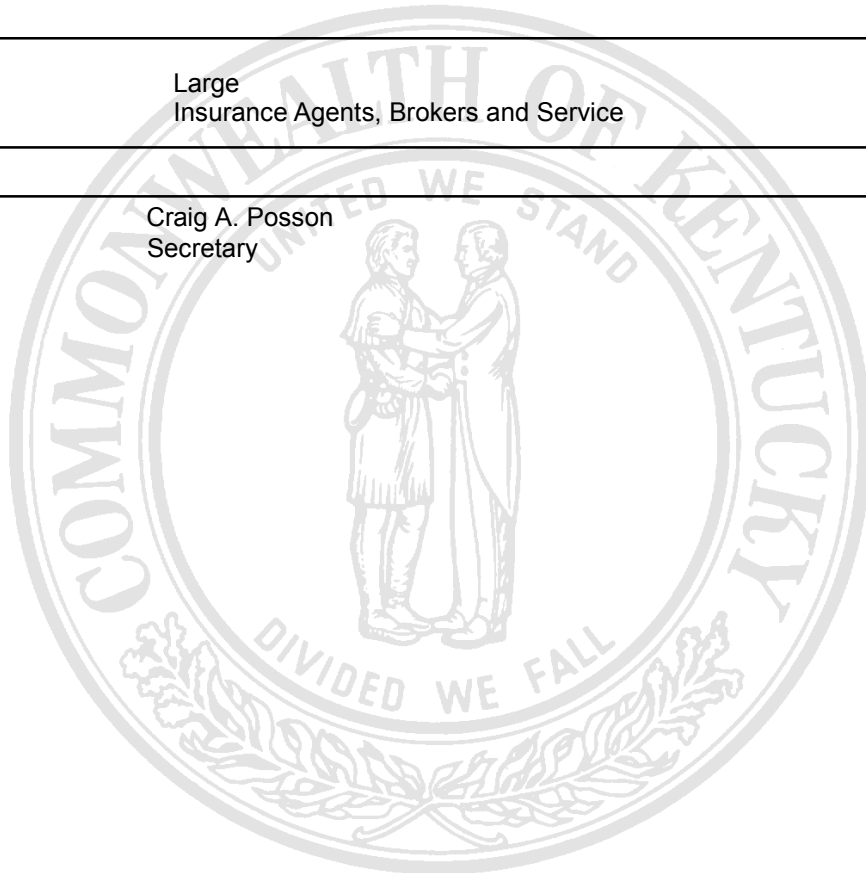 Large
Insurance Agents, Brokers and Service
Craig A. Posson
Secretary
COMMONWEALTH OF KENTUCKY
UNITED WE STAND
DIVIDED WE FALL